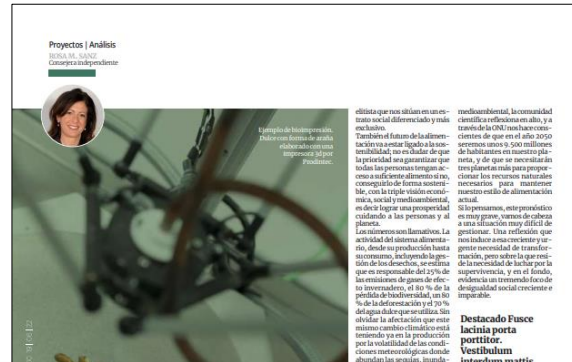 Proyectos | Análisis
ROSA M. SANZ
Consejera independiente
Ejemplo de bioimpresión.
Dulce con forma de araña
elaborado con una
impresora 3d por
Prodintec.
elitista que nos sitúan en un es-
trato social diferenciado y más
exclusivo.
También el futuro de la alimen-
tación va a estar ligado a la sos-
tenibilidad; no es dudar de que
la prioridad sea garantizar que
todas las personas tengan ac-
ceso a suficiente alimento si no,
conseguirlo de forma sosteni-
ble, con la triple visión econó-
mica, social y medioambiental,
es decir lograr una prosperidad
cuidando a las personas y al
planeta.
Los números son llamativos. La
actividad del sistema alimenta-
rio, desde su producción hasta
su consumo, incluyendo la ges-
tión de los desechos, se estima
que es responsable del 25% de
las emisiones de gases de efec-
to invernadero, el 80 % de la
pérdida de biodiversidad, un 80
% de la deforestación y el 70 %
del agua dulce que se utiliza. Sin
olvidar la afectación que este
mismo cambio climático está
teniendo ya en la producción
por la volatilidad de las condi-
ciones meteorológicas donde
abundan las sequías, inunda-
medioambiental, la comunidad
científica reflexiona en alto, y a
través de la ONU nos hace cons-
cientes de que en el año 2050
seremos unos 9.500 millones
de habitantes en nuestro pla-
neta, y de que se necesitarán
tres planetas más para propor-
cionar los recursos naturales
necesarios para mantener
nuestro estilo de alimentación
actual.
Si lo pensamos, este pronóstico
es muy grave, vamos de cabeza
a una situación muy difícil de
gestionar. Una reflexión que
nos induce a esa creciente y ur-
gente necesidad de transfor-
mación, pero sobre la que resi-
de la necesidad de luchar por la
supervivencia, y en el fondo,
evidencia un tremendo foco de
desigualdad social creciente e
imparable.
Destacado Fusce
lacinia porta
porttitor.
Vestibulum
interdum mattis